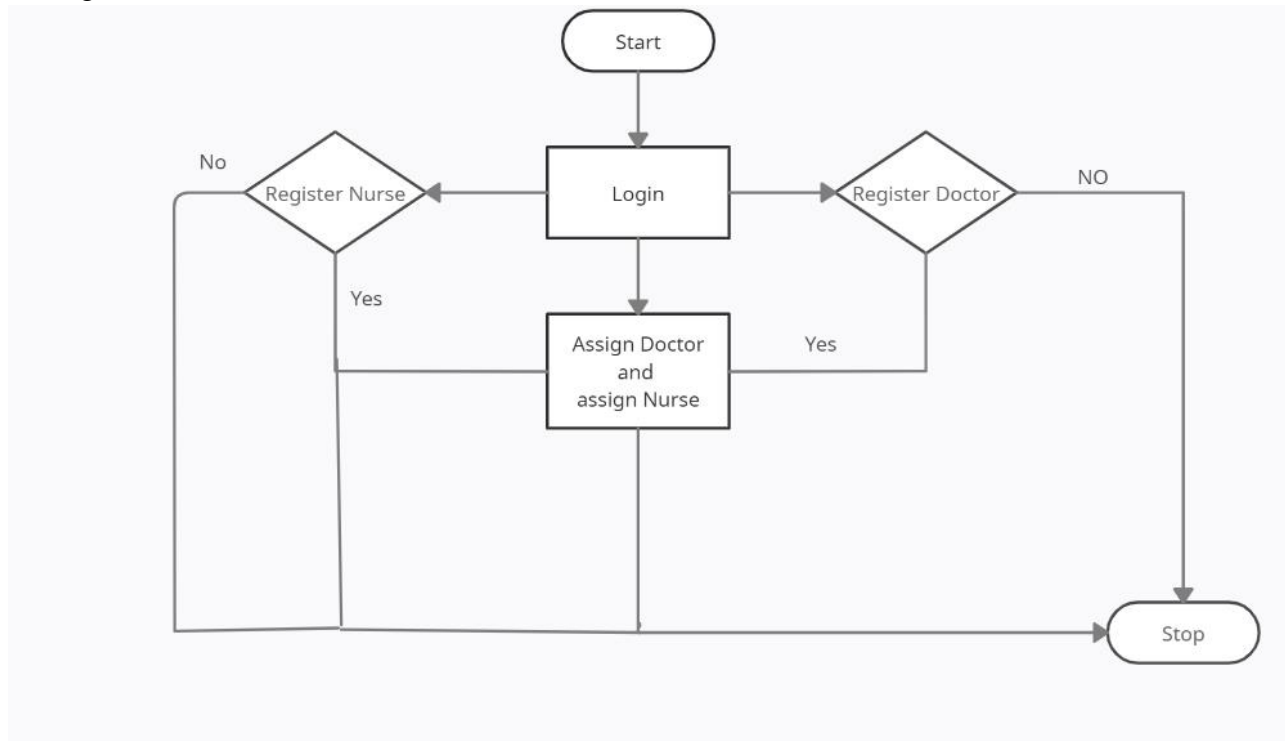 Start
No
Register Nurse
Login
Register Doctor
NO
Yes
Assign Doctor
and
assign Nurse
Yes
Stop